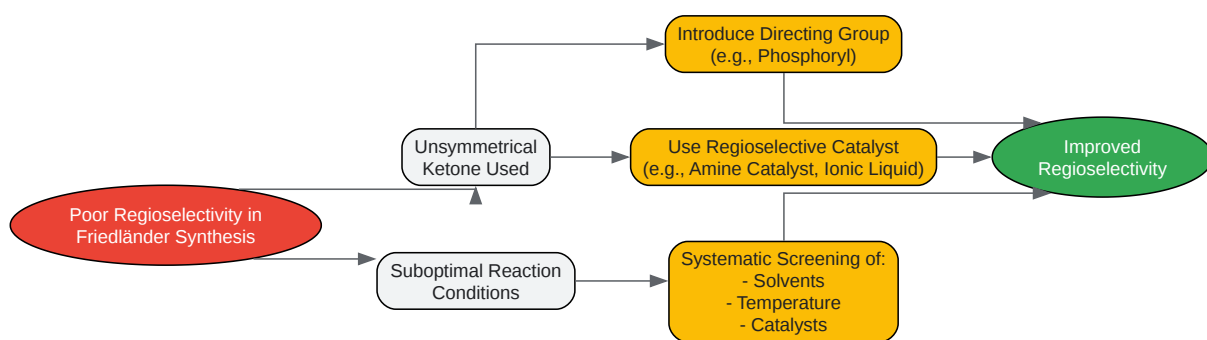 Poor Regioselectivity in
Friedländer Synthesis
Unsymmetrical
Ketone Used
Suboptimal Reaction
Conditions
Introduce Directing Group
(e.g., Phosphoryl)
Use Regioselective Catalyst
(e.g., Amine Catalyst, Ionic Liquid)
Systematic Screening of:
- Solvents
- Temperature
- Catalysts
Improved
Regioselectivity